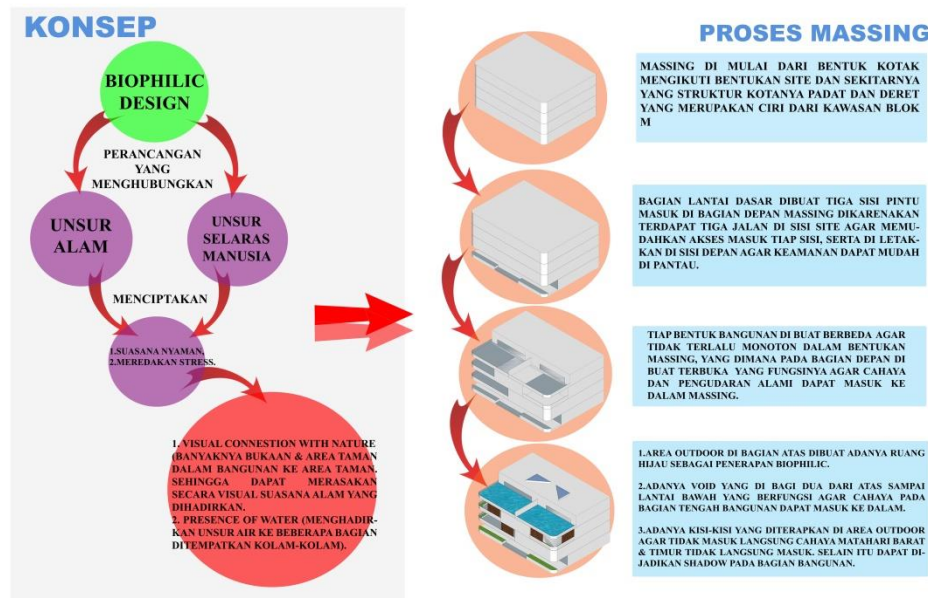 KONSEP
BIOPHILIC
DESIGN
PERANCANGAN
YANG
MENGHUBUNGKAN
UNSUR
ALAM
UNSUR
SELARAS
MANUSIA
MENCIPTAKAN
1.SUASANA NYAMAN,
2.MEREDAKAN STRESS.
1. VISUAL CONNESTION WITH NATURE
(BANYAKNYA BUKAAN & AREA TAMAN
DALAM BANGUNAN KE AREA TAMAN.
SEHINGGA DAPAT MERASAKAN
SECARA VISUAL SUASANA ALAM YANG
DIHADIRKAN.
2. PRESENCE OF WATER (MENGHADIR-
KAN UNSUR AIR KE BEBERAPA BAGIAN
DITEMPATKAN KOLAM-KOLAM).
PROSES MASSING
MASSING DI MULAI DARI BENTUK KOTAK
MENGIKUTI BENTUKAN SITE DAN SEKITARNYA
YANG STRUKTUR KOTANYA PADAT DAN DERET
YANG MERUPAKAN CIRI DARI KAWASAN BLOK
M
BAGIAN LANTAI DASAR DIBUAT TIGA SISI PINTU
MASUK DI BAGIAN DEPAN MASSING DIKARENAKAN
TERDAPAT TIGA JALAN DI SISI SITE AGAR MEMU-
DAHKAN AKSES MASUK TIAP SISI, SERTA DI LETAK-
KAN DI SISI DEPAN AGAR KEAMANAN DAPAT MUDAH
DI PANTAU.
TIAP BENTUK BANGUNAN DI BUAT BERBEDA AGAR
TIDAK TERLALU MONOTON DALAM BENTUKAN
MASSING, YANG DIMANA PADA BAGIAN DEPAN DI
BUAT TERBUKA YANG FUNGSINYA AGAR CAHAYA
DAN PENGUDARAN ALAMI DAPAT MASUK KE
DALAM MASSING.
1.AREA OUTDOOR DI BAGIAN ATAS DIBUAT ADANYA RUANG
HIJAU SEBAGAI PENERAPAN BIOPHILIC.
2.ADANYA VOID YANG DI BAGI DUA DARI ATAS SAMPAI
LANTAI BAWAH YANG BERFUNGSI AGAR CAHAYA PADA
BAGIAN TENGAH BANGUNAN DAPAT MASUK KE DALAM.
3.ADANYA KISI-KISI YANG DITERAPKAN DI AREA OUTDOOR
AGAR TIDAK MASUK LANGSUNG CAHAYA MATAHARI BARAT
& TIMUR TIDAK LANGSUNG MASUK. SELAIN ITU DAPAT DI-
JADIKAN SHADOW PADA BAGIAN BANGUNAN.